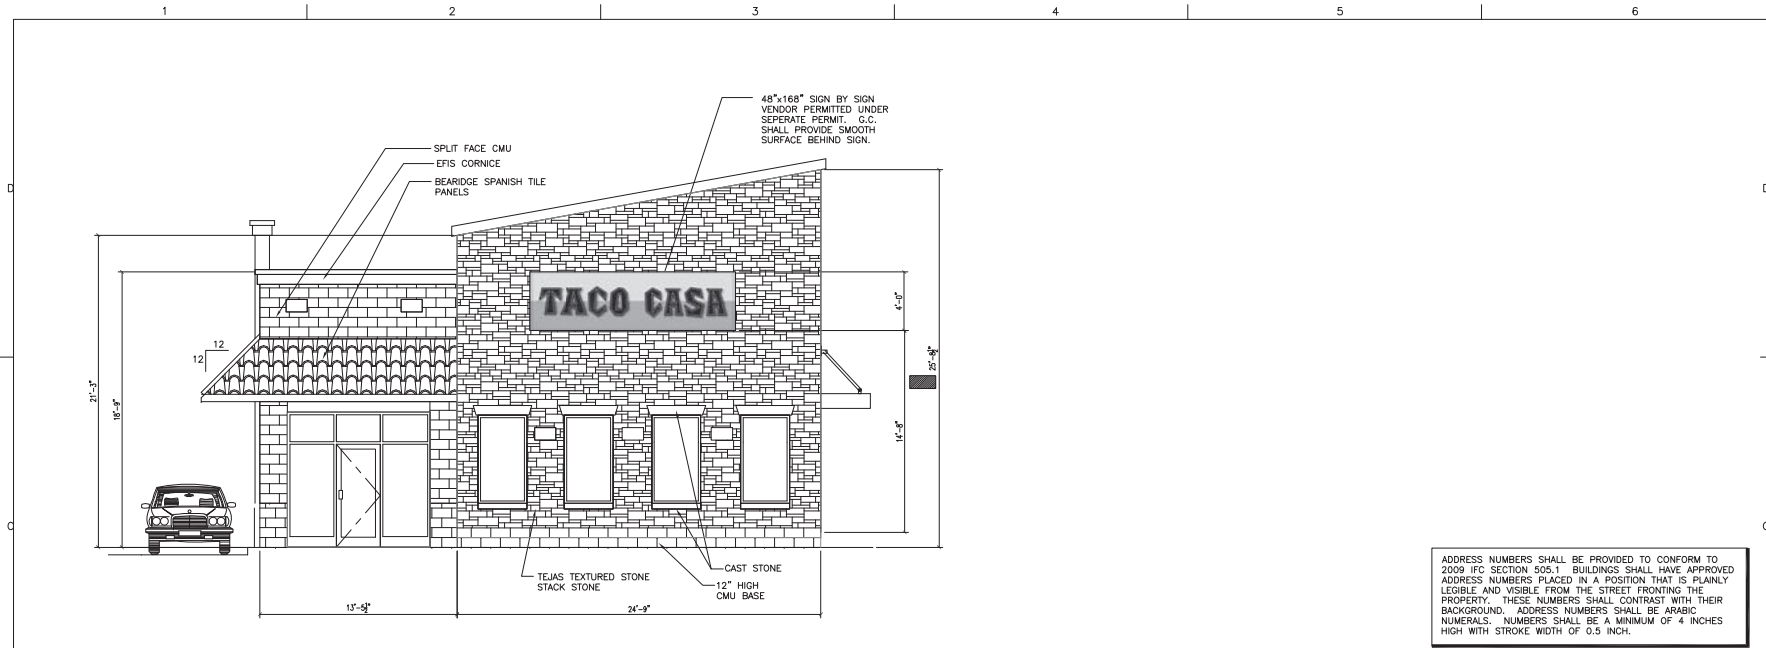 1 2 3 4 5 6
48"x168" SIGN BY SIGN
VENDOR PERMITTED UNDER
SEPERATE PERMIT. G.C.
SHALL PROVIDE SMOOTH
SURFACE BEHIND SIGN.
SPLIT FACE CMU
EFIS CORNICE
BEARIDGE SPANISH TILE
PANELS
D
TACO CASA
4'-0"
12
12
25'-8½"
21'-3"
18'-9"
14'-8"
C
TEJAS TEXTURED STONE
STACK STONE
CAST STONE
12" HIGH
CMU BASE
13'-5½"
24'-9"
ADDRESS NUMBERS SHALL BE PROVIDED TO CONFORM TO
2009 IFC SECTION 505.1 BUILDINGS SHALL HAVE APPROVED
ADDRESS NUMBERS PLACED IN A POSITION THAT IS PLAINLY
LEGIBLE AND VISIBLE FROM THE STREET FRONTING THE
PROPERTY. THESE NUMBERS SHALL CONTRAST WITH THEIR
BACKGROUND. ADDRESS NUMBERS SHALL BE ARABIC
NUMERALS. NUMBERS SHALL BE A MINIMUM OF 4 INCHES
HIGH WITH STROKE WIDTH OF 0.5 INCH.